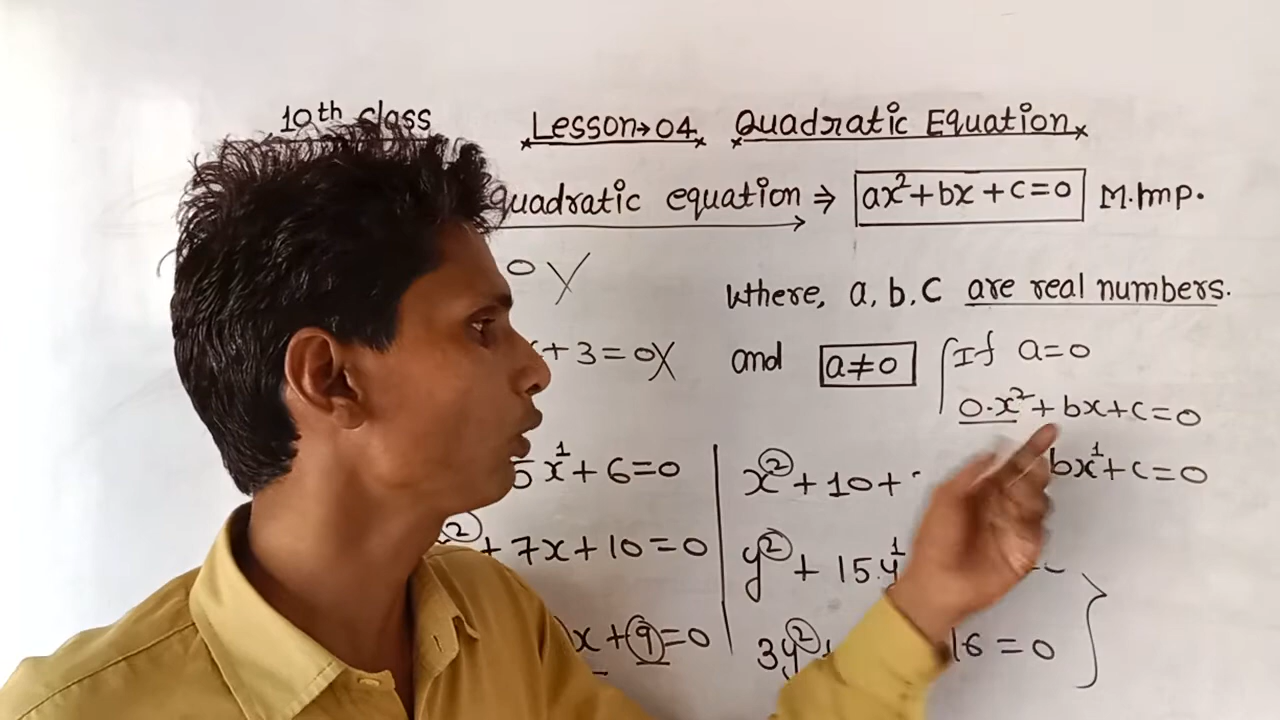 10th class Lesson→04 Quadratic Equation
quadratic equation ⇒ ax²+bx+c=0 M.Imp.
0
where, a, b, c are real numbers.
+3=0
and a≠0 If a=0
0·x²+bx+c=0
5x¹+6=0
x²+10+
bx¹+c=0
+7x+10=0
y²+15y¹
x+9=0
3y² 16=0